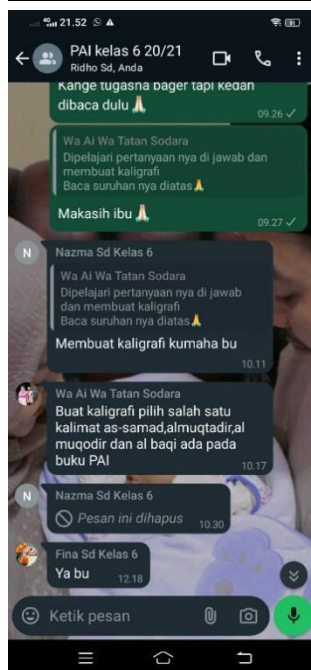 21.52
PAI kelas 6 20/21
Ridho Sd, Anda
Kange tugasna bager tapi kedah
dibaca dulu 🙏🏻
09.26
Wa Ai Wa Tatan Sodara
Dipelajari pertanyaan nya di jawab dan
membuat kaligrafi
Baca suruhan nya diatas🙏
Makasih ibu 🙏🏻
09.27
N
Nazma Sd Kelas 6
Wa Ai Wa Tatan Sodara
Dipelajari pertanyaan nya di jawab
dan membuat kaligrafi
Baca suruhan nya diatas🙏
Membuat kaligrafi kumaha bu
10.11
Wa Ai Wa Tatan Sodara
Buat kaligrafi pilih salah satu
kalimat as-samad,almuqtadir,al
muqodir dan al baqi ada pada
buku PAI
10.17
N
Nazma Sd Kelas 6
Pesan ini dihapus
10.30
Fina Sd Kelas 6
Ya bu
12.18
Ketik pesan